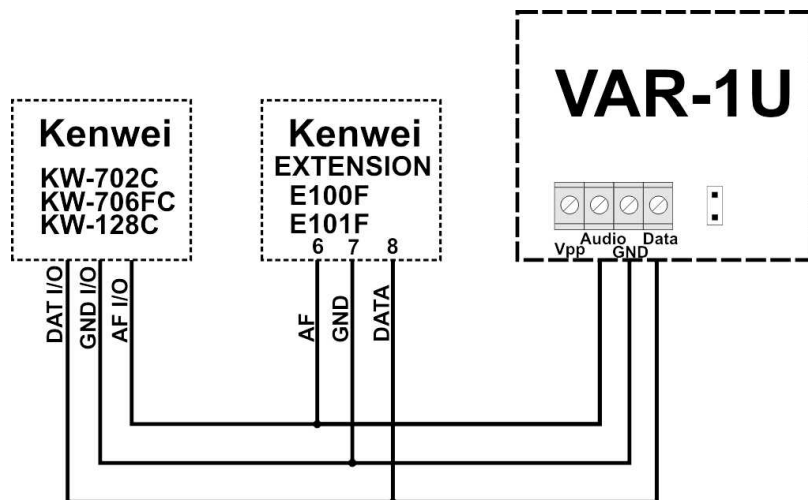 VAR-1U
Kenwei
KW-702C
KW-706FC
KW-128C
Kenwei
EXTENSION
E100F
E101F
6 7 8
Vpp Audio GND Data
DAT I/O
GND I/O
AF I/O
AF
GND
DATA